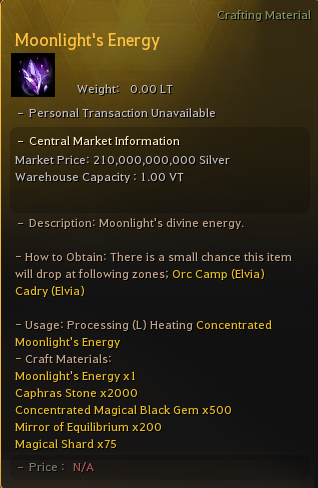 Crafting Material
Moonlight's Energy
Weight: 0.00 LT
- Personal Transaction Unavailable
- Central Market Information
Market Price: 210,000,000,000 Silver
Warehouse Capacity : 1.00 VT
- Description: Moonlight's divine energy.
- How to Obtain: There is a small chance this item
will drop at following zones; Orc Camp (Elvia)
Cadry (Elvia)
- Usage: Processing (L) Heating Concentrated
Moonlight's Energy
- Craft Materials:
Moonlight's Energy x1
Caphras Stone x2000
Concentrated Magical Black Gem x500
Mirror of Equilibrium x200
Magical Shard x75
- Price : N/A